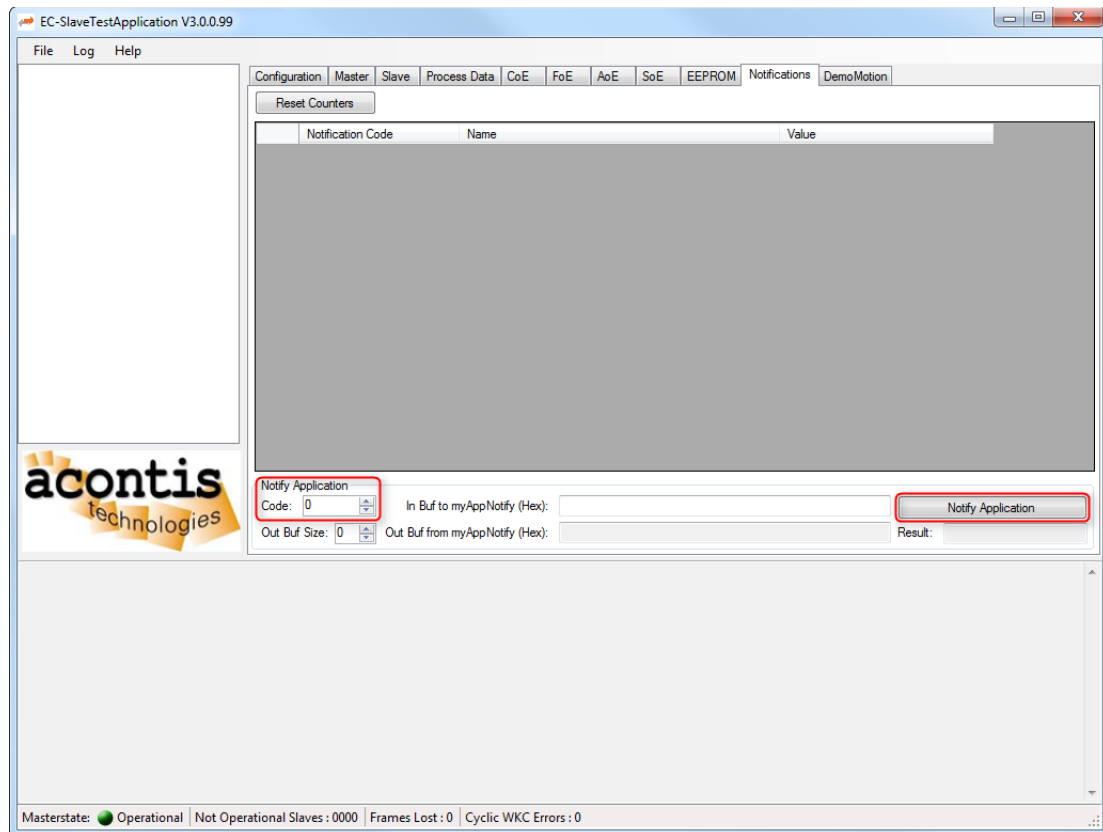 EC-SlaveTestApplication V3.0.0.99
File Log Help
Configuration Master Slave Process Data CoE FoE AoE SoE EEPROM Notifications DemoMotion
Reset Counters
Notification Code Name Value
acontis
technologies
Notify Application
Code: 0 In Buf to myAppNotify (Hex): Notify Application
Out Buf Size: 0 Out Buf from myAppNotify (Hex): Result:
Masterstate: Operational Not Operational Slaves : 0000 Frames Lost : 0 Cyclic WKC Errors : 0